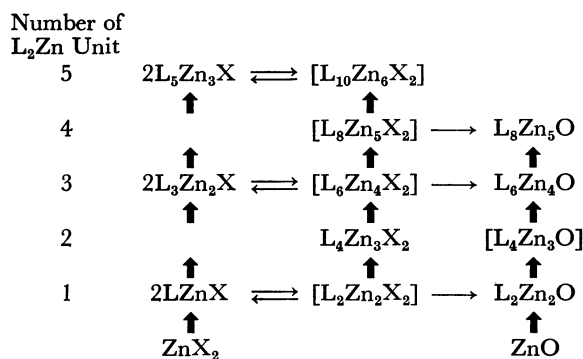 Number of
L₂Zn Unit
5 2L₅Zn₃X ⇌ [L₁₀Zn₆X₂]
4 [L₈Zn₅X₂] → L₈Zn₅O
3 2L₃Zn₂X ⇌ [L₆Zn₄X₂] → L₆Zn₄O
2 L₄Zn₃X₂ [L₄Zn₃O]
1 2LZnX ⇌ [L₂Zn₂X₂] → L₂Zn₂O
ZnX₂ ZnO